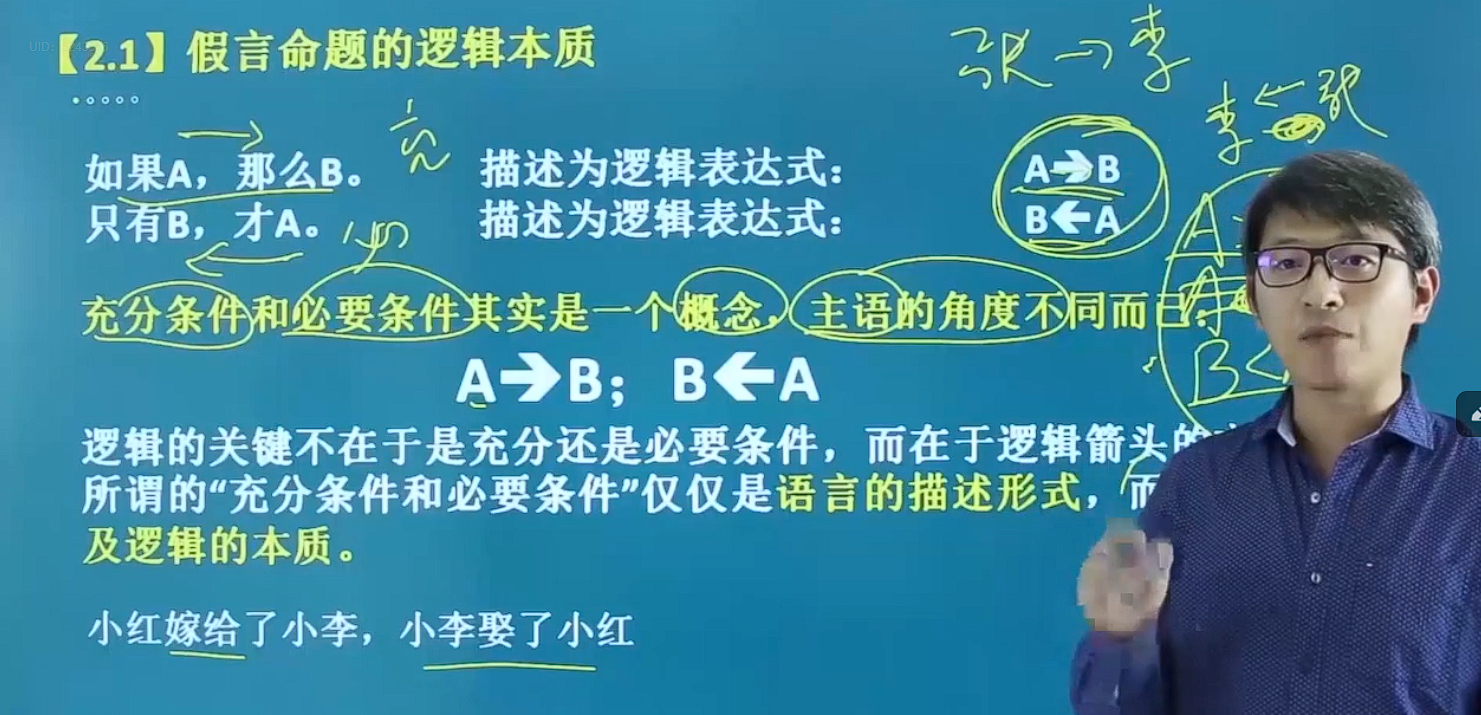 【2.1】假言命题的逻辑本质
张→李
李←张
充
如果A，那么B。 描述为逻辑表达式： A→B
只有B，才A。 描述为逻辑表达式： B←A
必
充分条件和必要条件其实是一个概念，主语的角度不同而已.
A→B； B←A
逻辑的关键不在于是充分还是必要条件，而在于逻辑箭头的
所谓的“充分条件和必要条件”仅仅是语言的描述形式，而
及逻辑的本质。
小红嫁给了小李，小李娶了小红